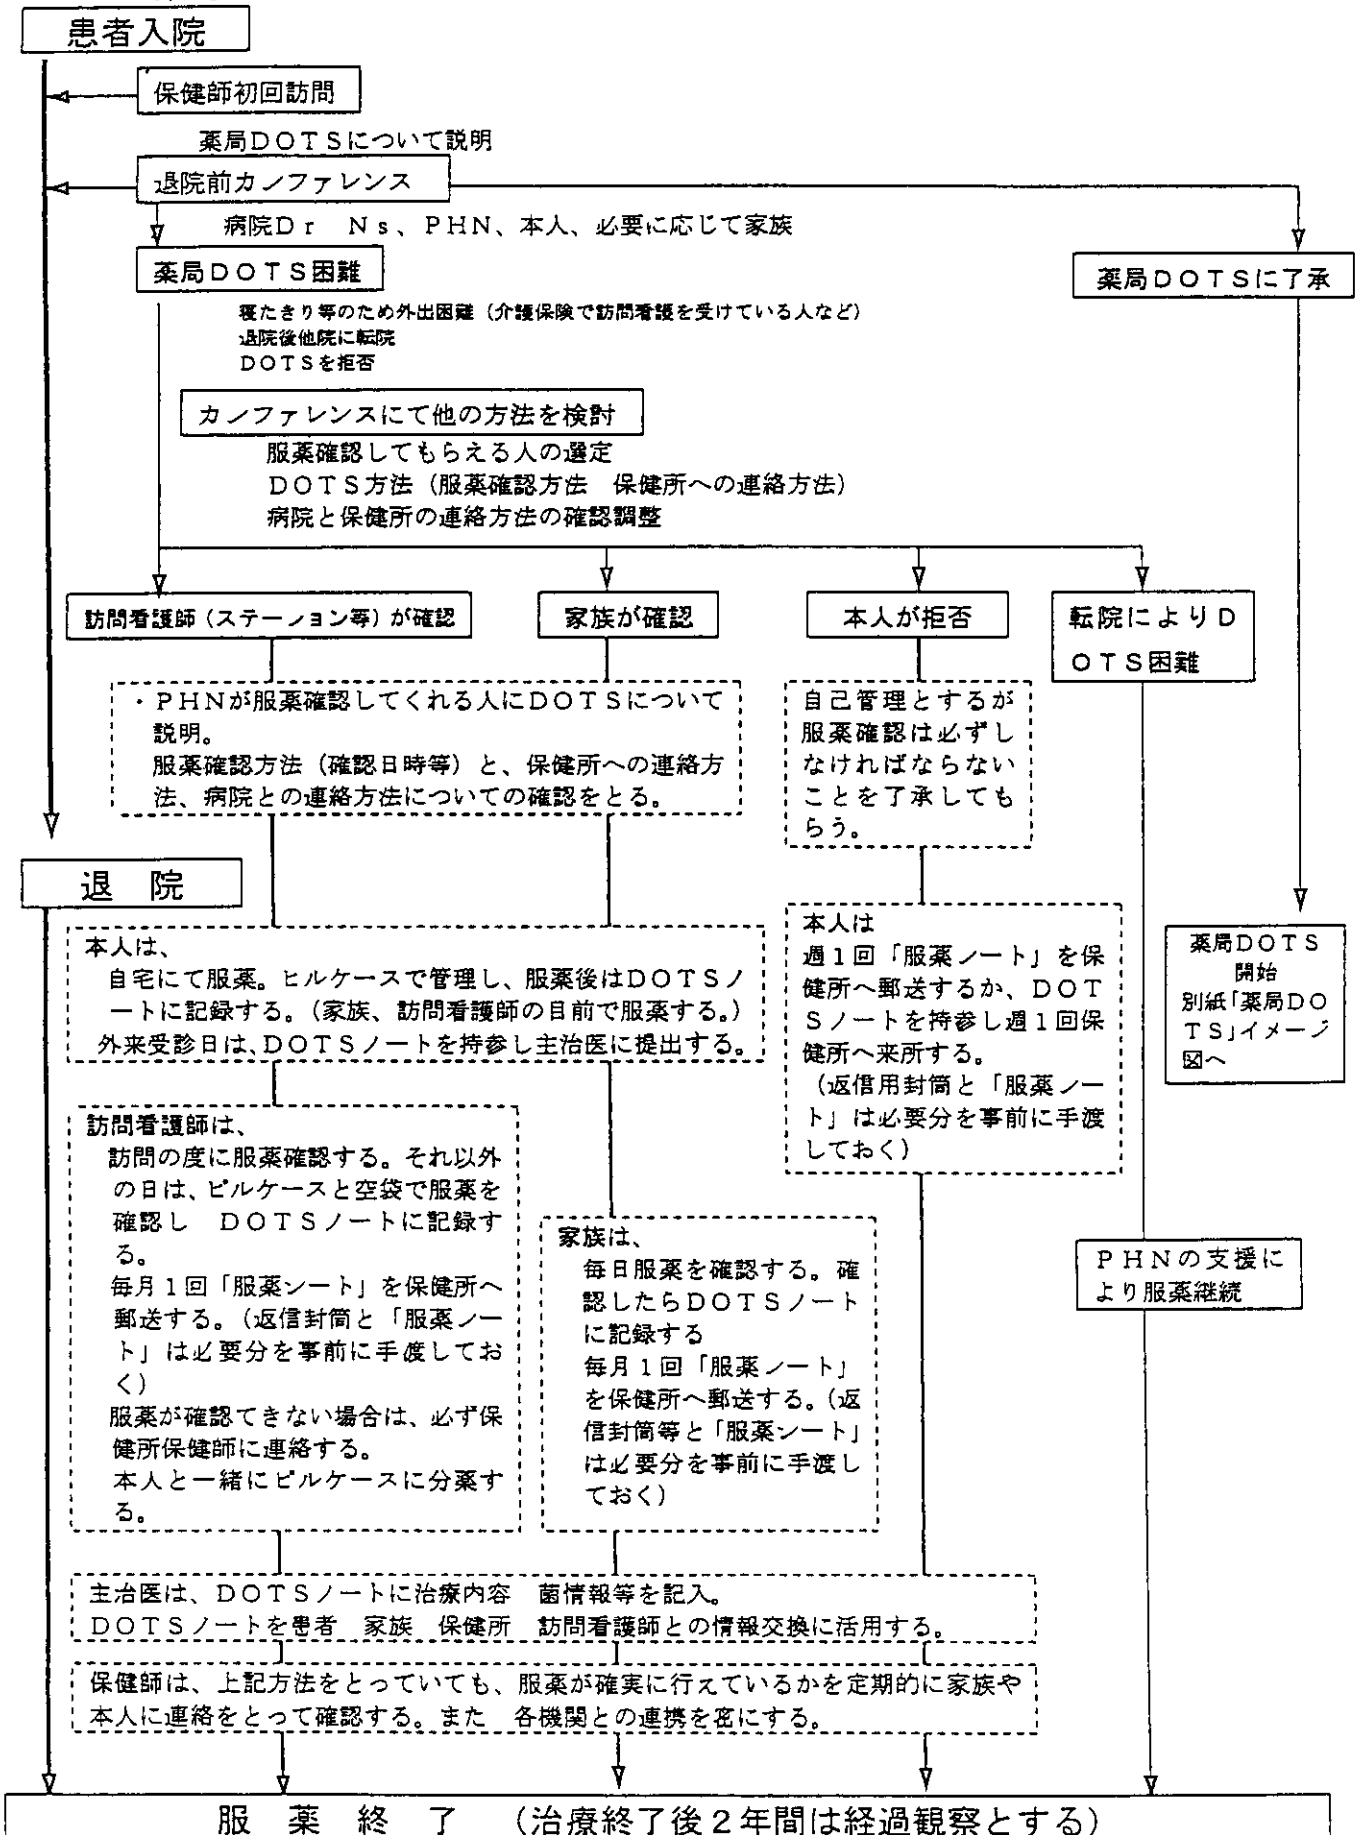 患者入院
保健師初回訪問
薬局DOTSについて説明
退院前カノファレンス
病院Dr Ns、PHN、本人、必要に応じて家族
薬局DOTS困難
薬局DOTSに了承
寝たきり等のため外出困難（介護保険で訪問看護を受けている人など）
退院後他院に転院
DOTSを拒否
カノファレンスにて他の方法を検討
服薬確認してもらえる人の選定
DOTS方法（服薬確認方法 保健所への連絡方法）
病院と保健所の連絡方法の確認調整
訪問看護師（ステーノョン等）が確認
家族が確認
本人が拒否
転院によりD
OTS困難
・PHNが服薬確認してくれる人にDOTSについて
説明。
服薬確認方法（確認日時等）と、保健所への連絡方
法、病院との連絡方法についての確認をとる。
自己管理とするが
服薬確認は必ずし
なければならない
ことを了承しても
らう。
退 院
本人は、
自宅にて服薬。ヒルケースで管理し、服薬後はDOTSノ
ートに記録する。（家族、訪問看護師の目前で服薬する。）
外来受診日は、DOTSノートを持参し主治医に提出する。
本人は
週1回「服薬ノート」を保
健所へ郵送するか、DOT
Sノートを持参し週1回保
健所へ来所する。
（返信用封筒と「服薬ノー
ト」は必要分を事前に手渡
しておく）
薬局DOTS
開始
別紙「薬局DO
TS」イメージ
図へ
訪問看護師は、
訪問の度に服薬確認する。それ以外
の日は、ピルケースと空袋で服薬を
確認し DOTSノートに記録す
る。
毎月1回「服薬シート」を保健所へ
郵送する。（返信封筒と「服薬ノー
ト」は必要分を事前に手渡してお
く）
服薬が確認てきない場合は、必ず保
健所保健師に連絡する。
本人と一緒にピルケースに分薬す
る。
家族は、
毎日服薬を確認する。確
認したらDOTSノート
に記録する
毎月1回「服薬ノート」
を保健所へ郵送する。（返
信封筒等と「服薬シート」
は必要分を事前に手渡し
ておく）
PHNの支援に
より服薬継続
主治医は、DOTSノートに治療内容 菌情報等を記入。
DOTSノートを患者 家族 保健所 訪問看護師との情報交換に活用する。
保健師は、上記方法をとっていても、服薬が確実に行えているかを定期的に家族や
本人に連絡をとって確認する。また 各機関との連携を密にする。
服 薬 終 了 （治療終了後2年間は経過観察とする）